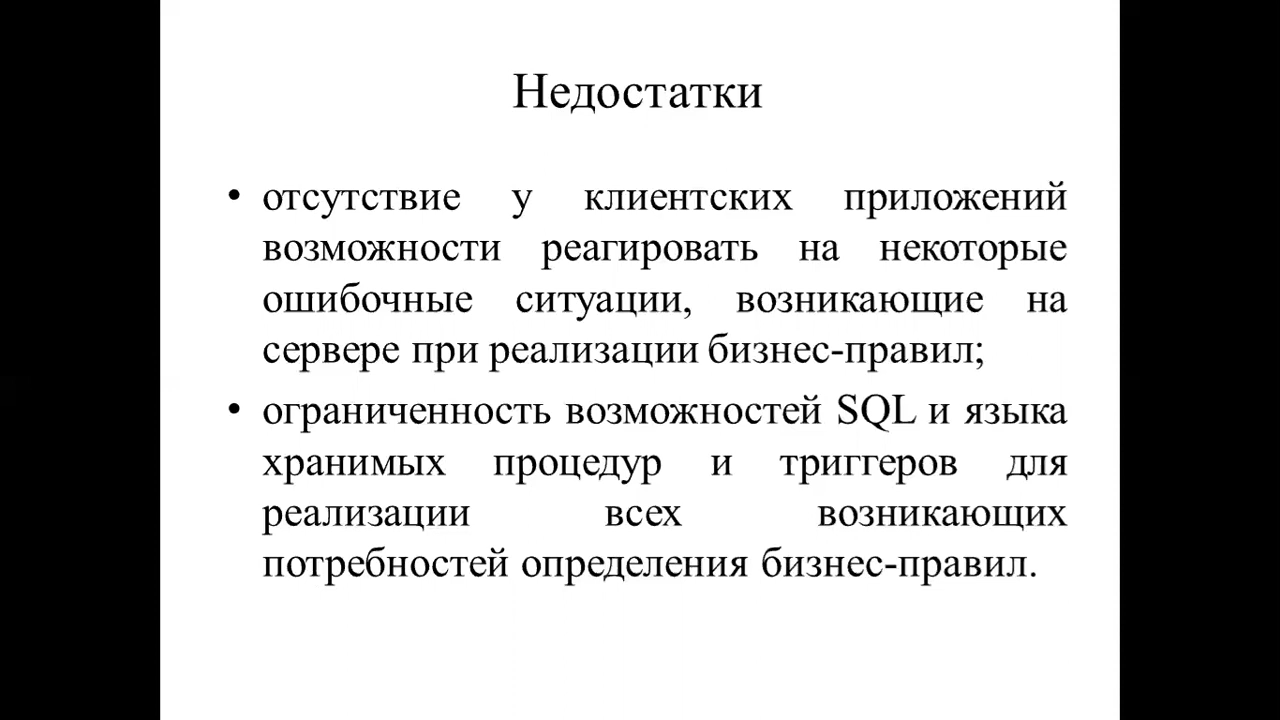 Недостатки
• отсутствие у клиентских приложений
возможности реагировать на некоторые
ошибочные ситуации, возникающие на
сервере при реализации бизнес-правил;
• ограниченность возможностей SQL и языка
хранимых процедур и триггеров для
реализации всех возникающих
потребностей определения бизнес-правил.